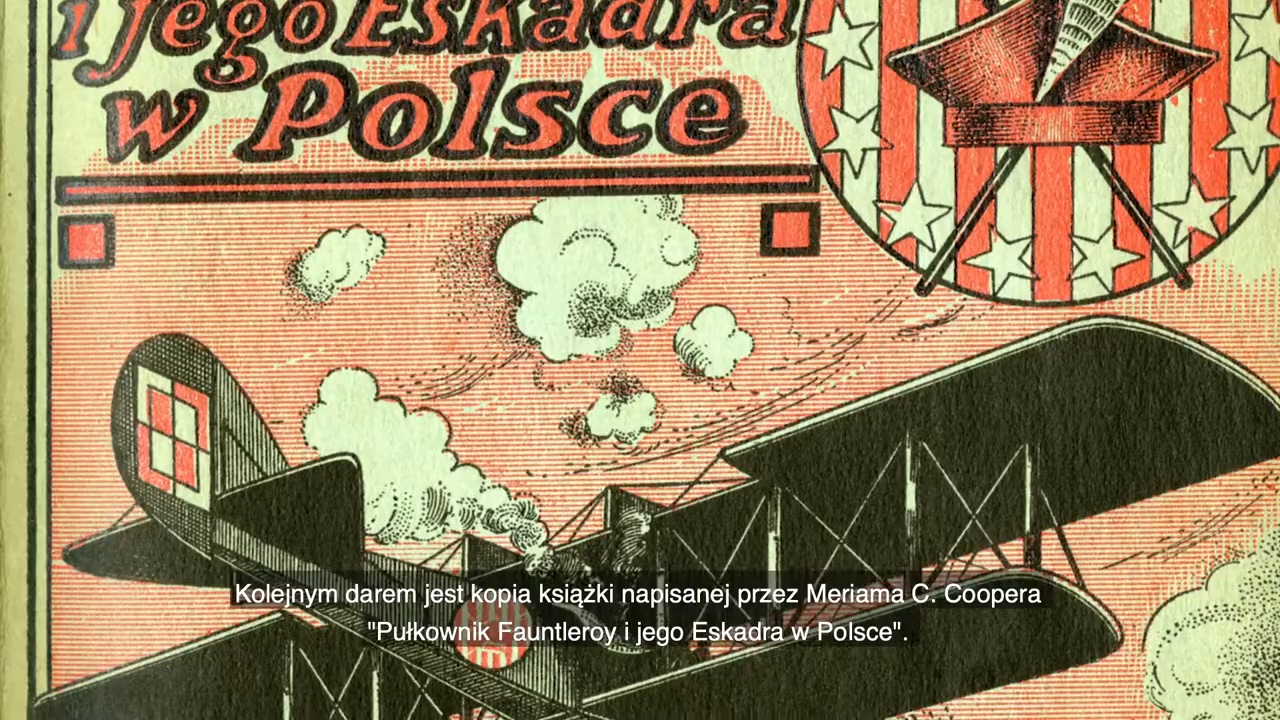 i jego Eskadra
w Polsce
Kolejnym darem jest kopia książki napisanej przez Meriama C. Coopera
"Pułkownik Fauntleroy i jego Eskadra w Polsce".